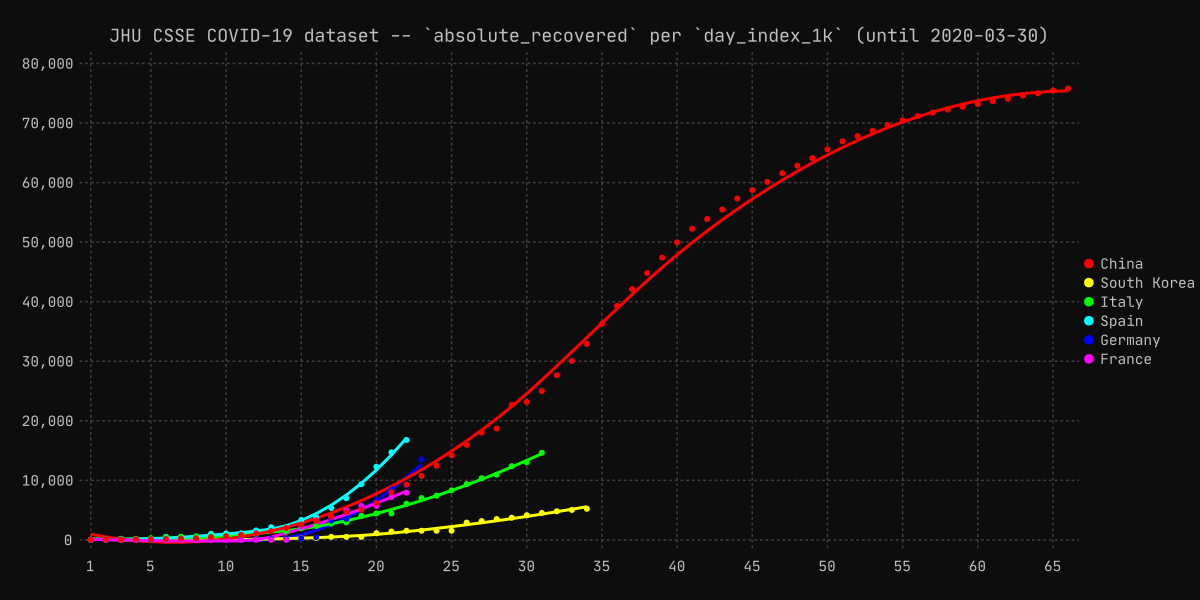 JHU CSSE COVID-19 dataset -- `absolute_recovered` per `day_index_1k` (until 2020-03-30)
80,000
70,000
60,000
50,000
40,000
30,000
20,000
10,000
0
1 5 10 15 20 25 30 35 40 45 50 55 60 65
China
South Korea
Italy
Spain
Germany
France